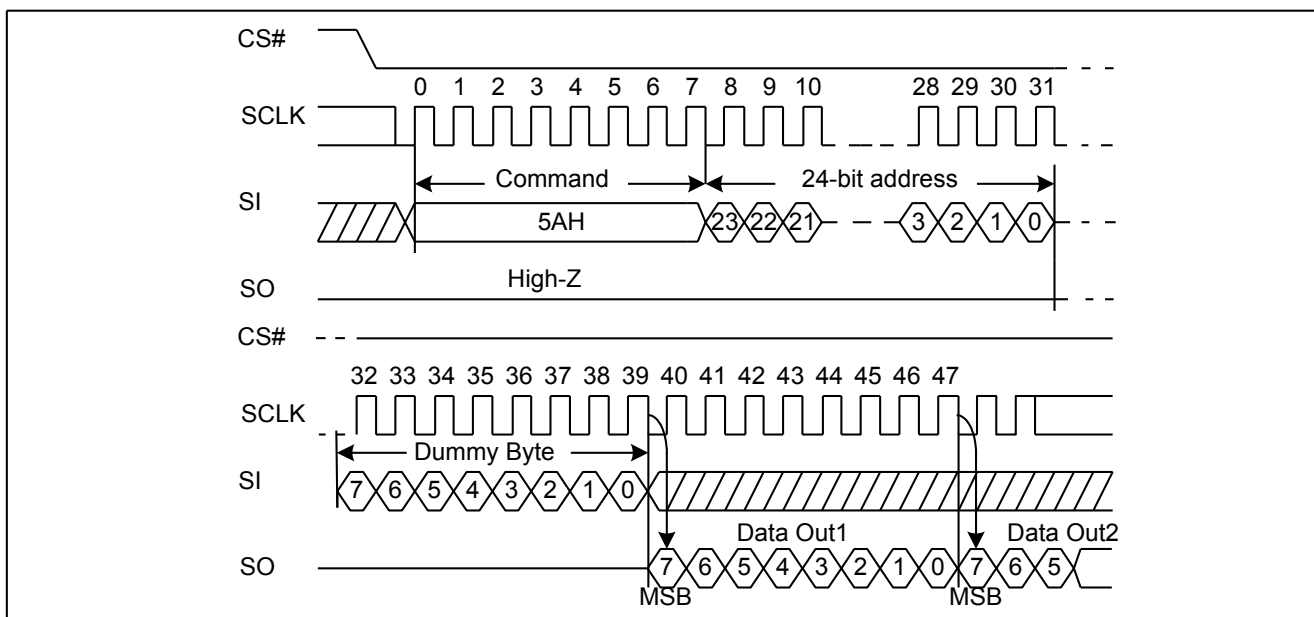 CS#
0 1 2 3 4 5 6 7 8 9 10 28 29 30 31
SCLK
Command 24-bit address
SI
5AH 23 22 21 3 2 1 0
High-Z
SO
CS#
32 33 34 35 36 37 38 39 40 41 42 43 44 45 46 47
SCLK
Dummy Byte
SI
7 6 5 4 3 2 1 0
Data Out1 Data Out2
SO
7 6 5 4 3 2 1 0 7 6 5
MSB MSB